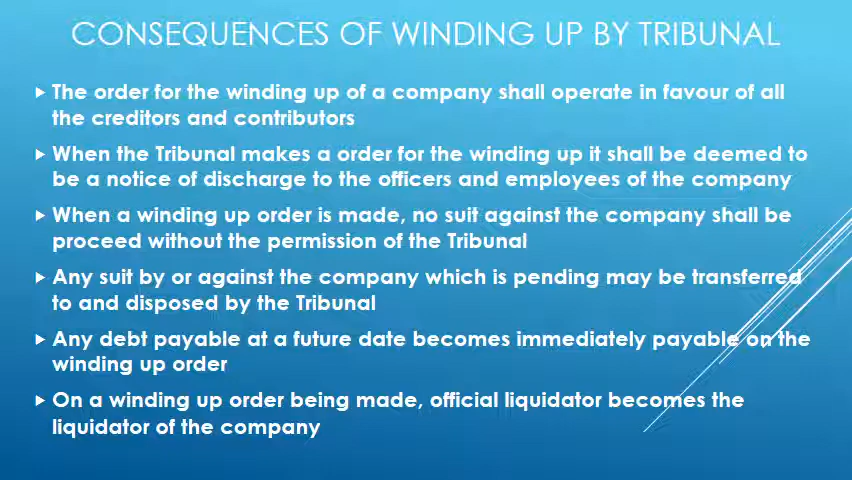 CONSEQUENCES OF WINDING UP BY TRIBUNAL
The order for the winding up of a company shall operate in favour of all
the creditors and contributors
When the Tribunal makes a order for the winding up it shall be deemed to
be a notice of discharge to the officers and employees of the company
When a winding up order is made, no suit against the company shall be
proceed without the permission of the Tribunal
Any suit by or against the company which is pending may be transferred
to and disposed by the Tribunal
Any debt payable at a future date becomes immediately payable on the
winding up order
On a winding up order being made, official liquidator becomes the
liquidator of the company